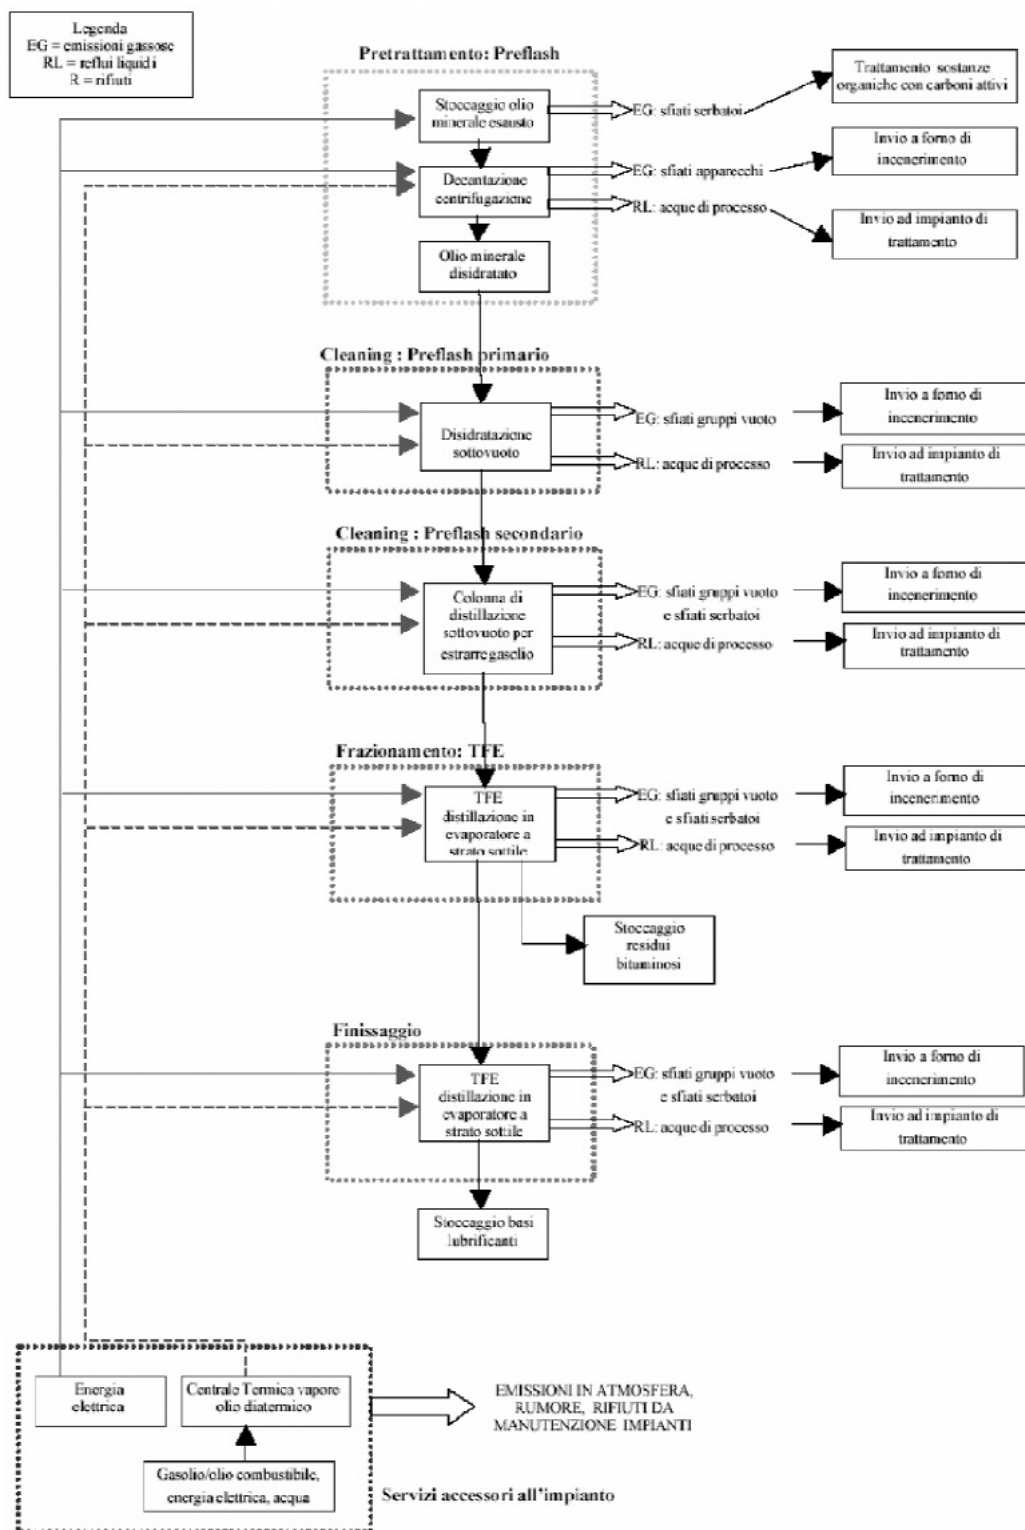 Legenda
EG = emissioni gassose
RL = reflui liquidi
R = rifiuti
Pretrattamento: Preflash
Stoccaggio olio
minerale esausto
EG: sfiati serbatoi
Trattamento sostanze
organiche con carboni attivi
Decantazione
centrifugazione
EG: sfiati apparecchi
Invio a forno di
incenerimento
RL: acque di processo
Invio ad impianto di
trattamento
Olio minerale
disidratato
Cleaning : Preflash primario
Disidratazione
sottovuoto
EG: sfiati gruppi vuoto
Invio a forno di
incenerimento
RL: acque di processo
Invio ad impianto di
trattamento
Cleaning : Preflash secondario
Colonna di
distillazione
sottovuoto per
estrarre gasolio
EG: sfiati gruppi vuoto
e sfiati serbatoi
Invio a forno di
incenerimento
RL: acque di processo
Invio ad impianto di
trattamento
Frazionamento: TFE
TFE
distillazione in
evaporatore a
strato sottile
EG: sfiati gruppi vuoto
e sfiati serbatoi
Invio a forno di
incenerimento
RL: acque di processo
Invio ad impianto di
trattamento
Stoccaggio
residui
bituminosi
Finissaggio
TFE
distillazione in
evaporatore a
strato sottile
EG: sfiati gruppi vuoto
e sfiati serbatoi
Invio a forno di
incenerimento
RL: acque di processo
Invio ad impianto di
trattamento
Stoccaggio basi
lubrificanti
Energia
elettrica
Centrale Termica vapore
olio diatermico
EMISSIONI IN ATMOSFERA,
RUMORE, RIFIUTI DA
MANUTENZIONE IMPIANTI
Gasolio/olio combustibile,
energia elettrica, acqua
Servizi accessori all'impianto